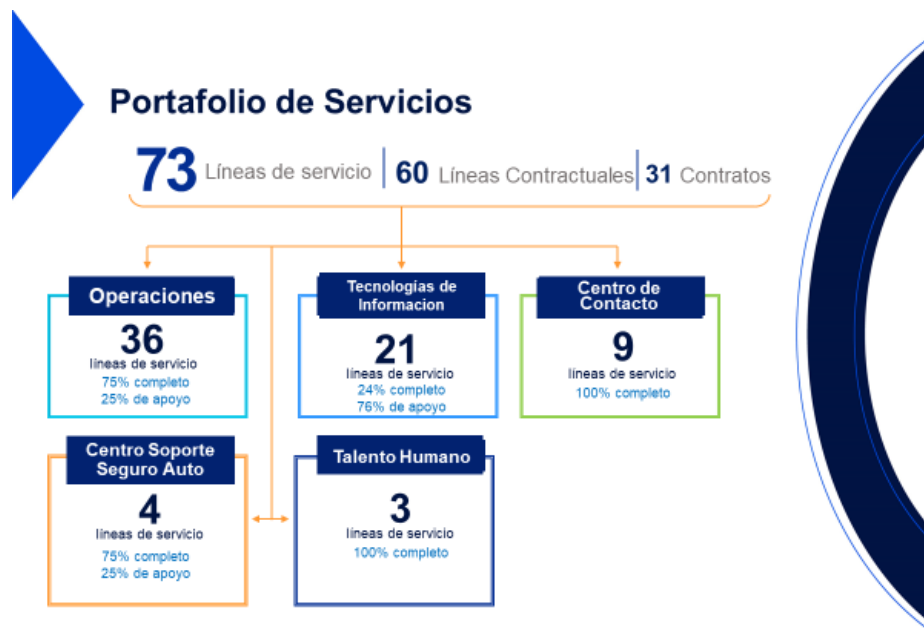 Portafolio de Servicios
73 Líneas de servicio 60 Líneas Contractuales 31 Contratos
Operaciones
36
líneas de servicio
75% completo
25% de apoyo
Tecnologías de
Informacion
21
líneas de servicio
24% completo
76% de apoyo
Centro de
Contacto
9
líneas de servicio
100% completo
Centro Soporte
Seguro Auto
4
líneas de servicio
75% completo
25% de apoyo
Talento Humano
3
líneas de servicio
100% completo